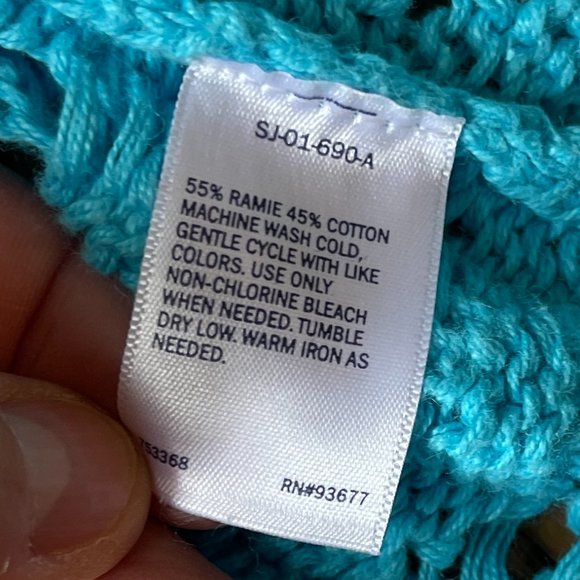 SJ-01-690-A
55% RAMIE 45% COTTON
MACHINE WASH COLD,
GENTLE CYCLE WITH LIKE
COLORS. USE ONLY
NON-CHLORINE BLEACH
WHEN NEEDED. TUMBLE
DRY LOW. WARM IRON AS
NEEDED.
53368
RN#93677